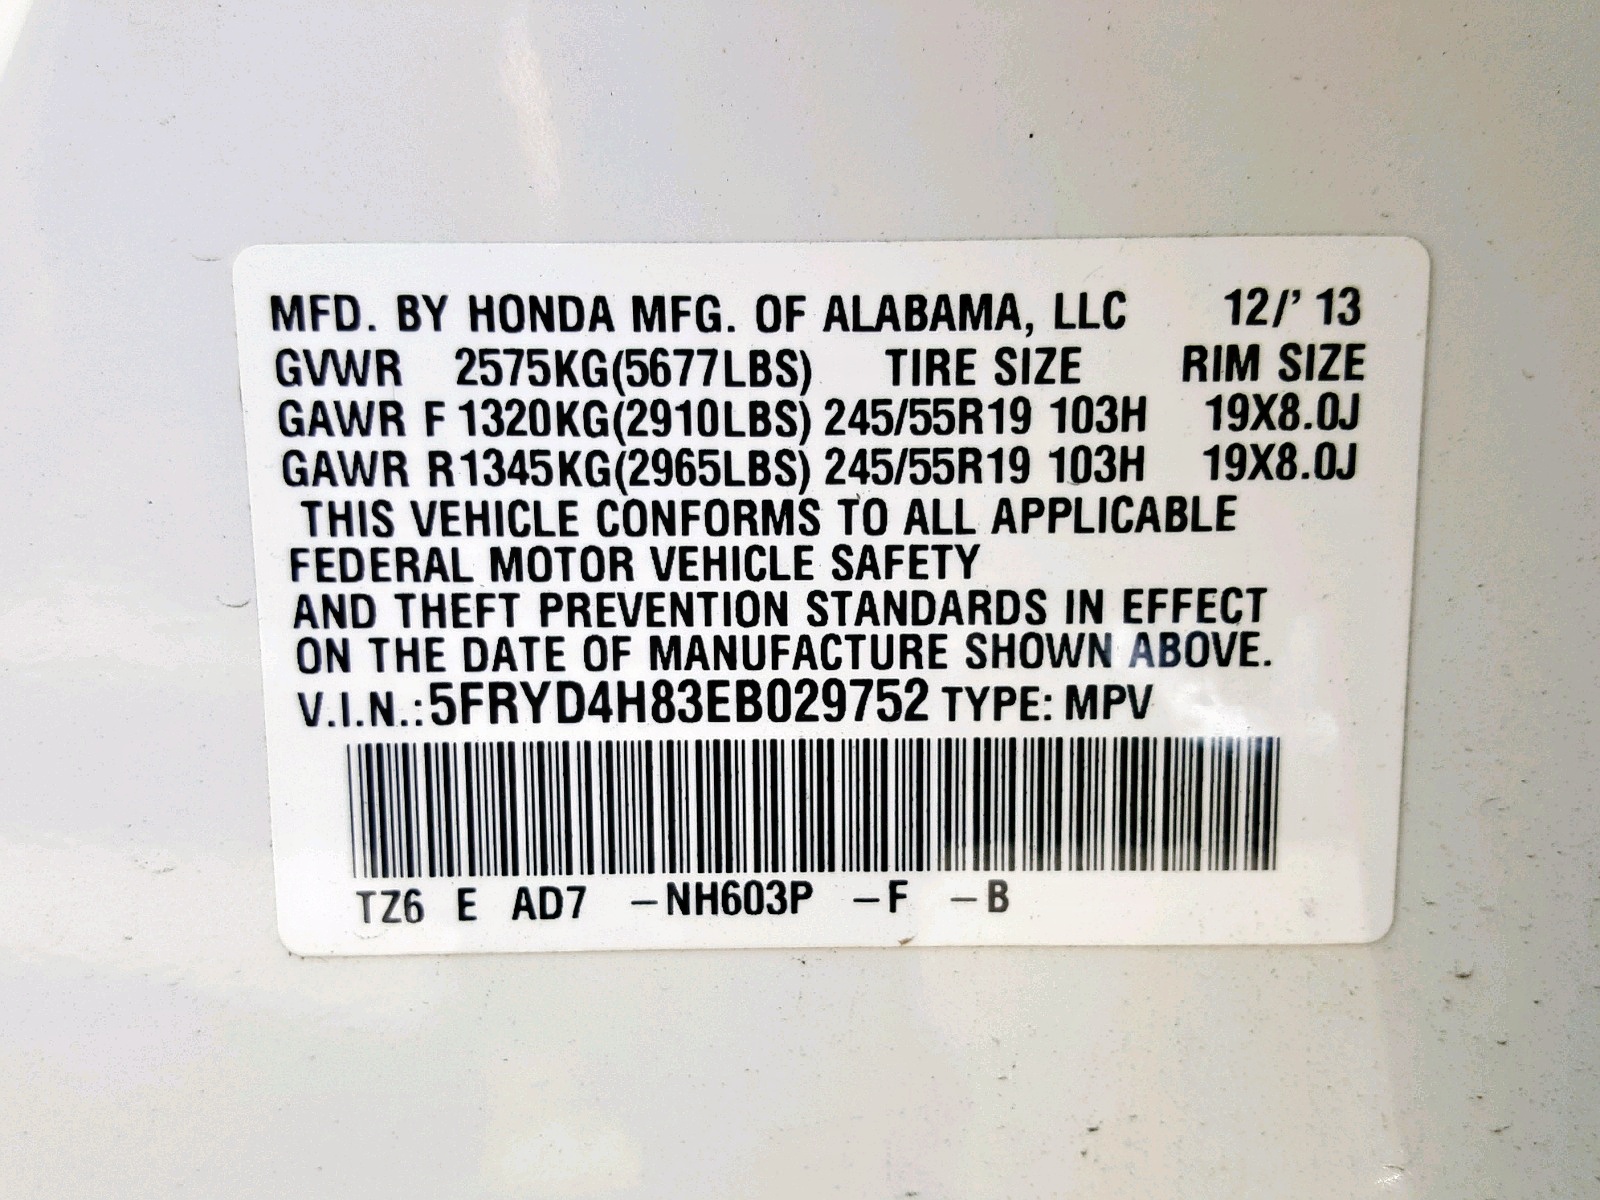 MFD. BY HONDA MFG. OF ALABAMA, LLC 12/' 13
GVWR 2575KG(5677LBS) TIRE SIZE RIM SIZE
GAWR F 1320KG(2910LBS) 245/55R19 103H 19X8.0J
GAWR R1345KG(2965LBS) 245/55R19 103H 19X8.0J
THIS VEHICLE CONFORMS TO ALL APPLICABLE
FEDERAL MOTOR VEHICLE SAFETY
AND THEFT PREVENTION STANDARDS IN EFFECT
ON THE DATE OF MANUFACTURE SHOWN ABOVE.
V.I.N.:5FRYD4H83EB029752 TYPE: MPV
TZ6 E AD7 –NH603P –F –B